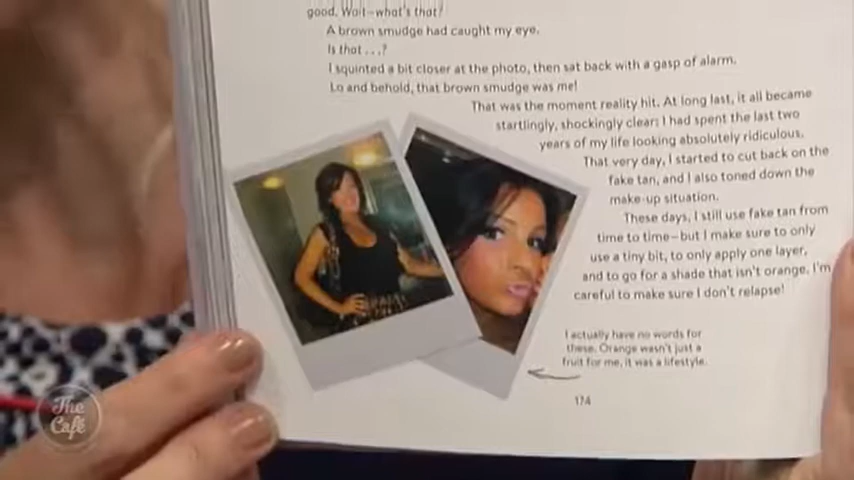 good. Wait—what's that?
A brown smudge had caught my eye.
Is that . . .?
I squinted a bit closer at the photo, then sat back with a gasp of alarm.
Lo and behold, that brown smudge was me!
That was the moment reality hit. At long last, it all became
startlingly, shockingly clear: I had spent the last two
years of my life looking absolutely ridiculous.
That very day, I started to cut back on the
fake tan, and I also toned down the
make-up situation.
These days, I still use fake tan from
time to time—but I make sure to only
use a tiny bit, to only apply one layer,
and to go for a shade that isn't orange. I'm
careful to make sure I don't relapse!
I actually have no words for
these. Orange wasn't just a
fruit for me, it was a lifestyle.
174
The
Café